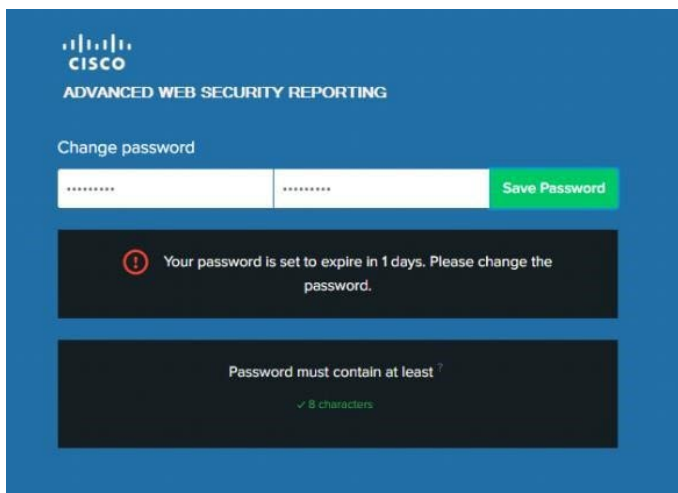 CISCO
ADVANCED WEB SECURITY REPORTING
Change password
Save Password
Your password is set to expire in 1 days. Please change the
password.
Password must contain at least ?
✓ 8 characters